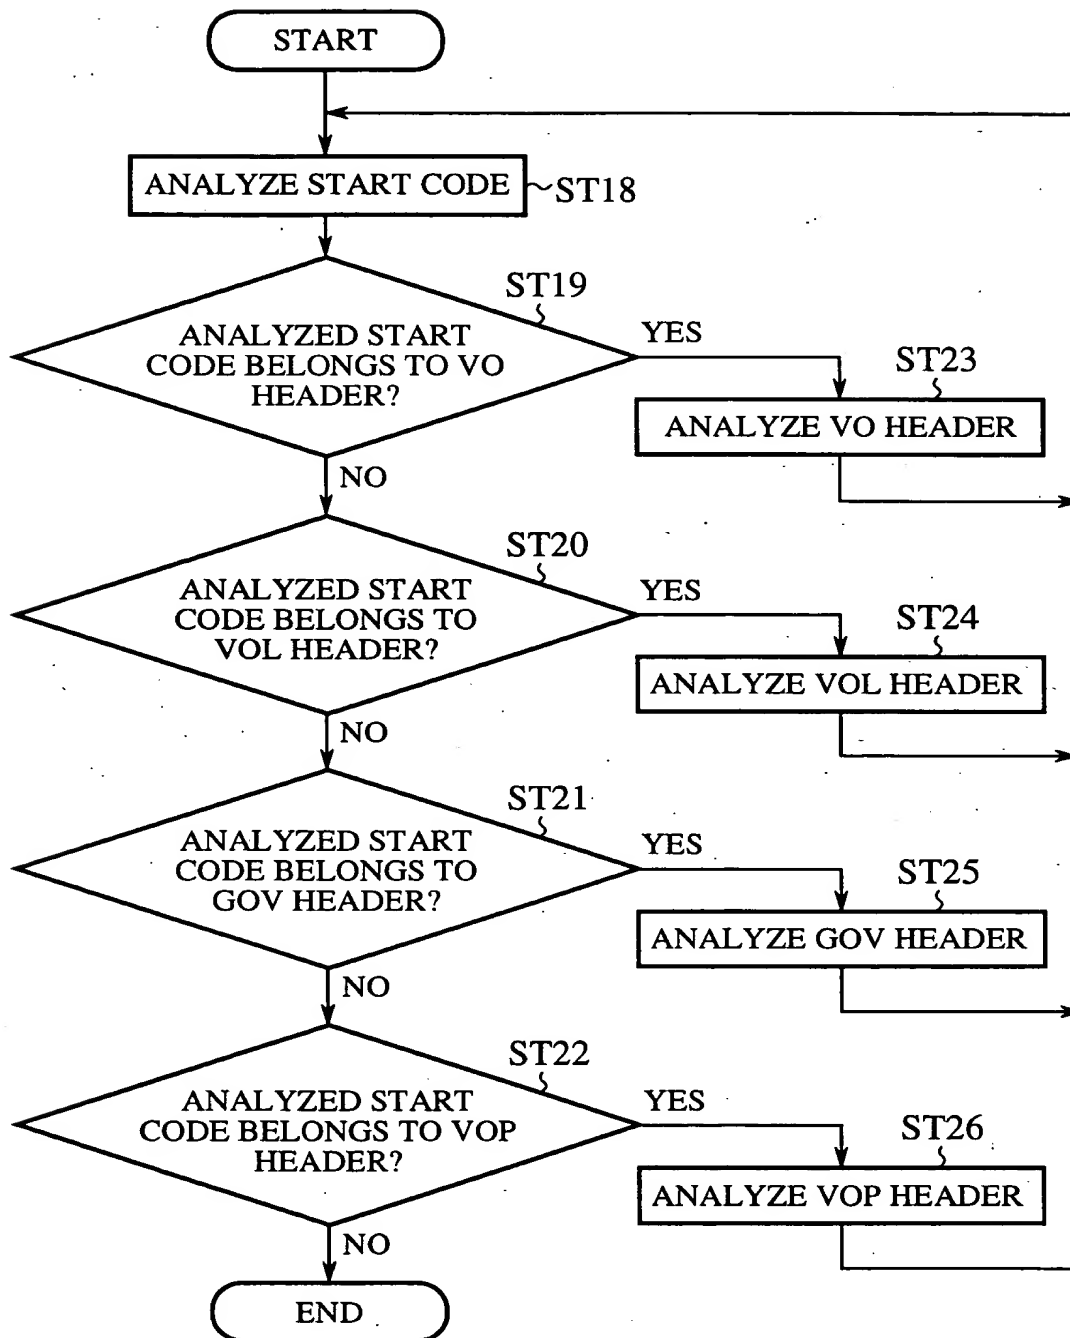 START
ANALYZE START CODE
ST18
ST19
ANALYZED START
CODE BELONGS TO VO
HEADER?
YES
ST23
ANALYZE VO HEADER
NO
ST20
ANALYZED START
CODE BELONGS TO
VOL HEADER?
YES
ST24
ANALYZE VOL HEADER
NO
ST21
ANALYZED START
CODE BELONGS TO
GOV HEADER?
YES
ST25
ANALYZE GOV HEADER
NO
ST22
ANALYZED START
CODE BELONGS TO VOP
HEADER?
YES
ST26
ANALYZE VOP HEADER
NO
END